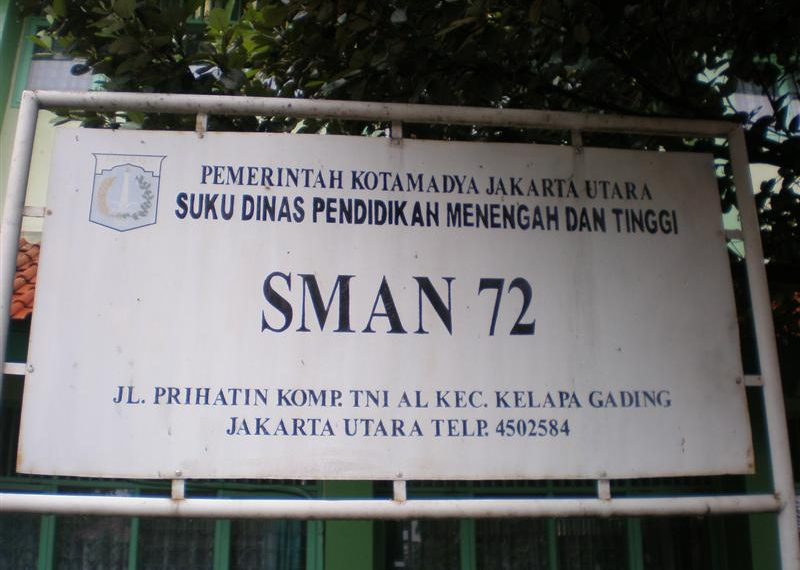 PEMERINTAH KOTAMADYA JAKARTA UTARA
SUKU DINAS PENDIDIKAN MENENGAH DAN TINGGI
SMAN 72
JL. PRIHATIN KOMP. TNI AL KEC. KELAPA GADING
JAKARTA UTARA TELP. 4502584